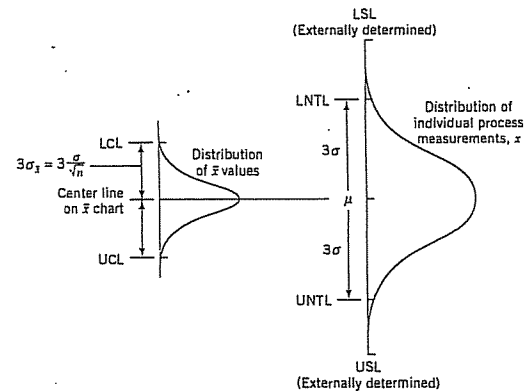 LSL
(Externally determined)
LNTL
Distribution of
individual process
measurements, x
3σ
LCL
Distribution
of x̄ values
3σx̄ = 3 σ/√n
Center line
on x̄ chart
μ
3σ
UCL
UNTL
USL
(Externally determined)